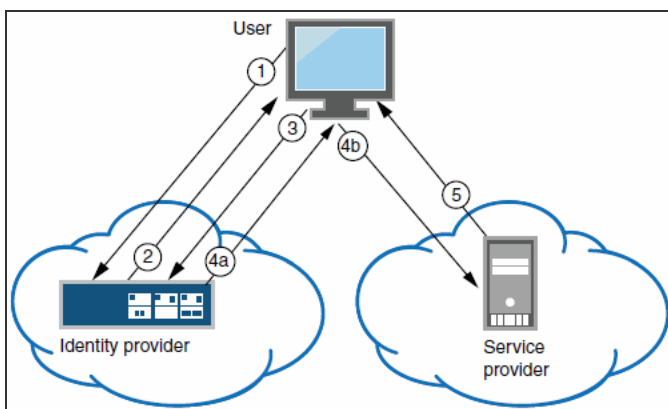 User
1
3
4b
5
2
4a
Identity provider
Service
provider